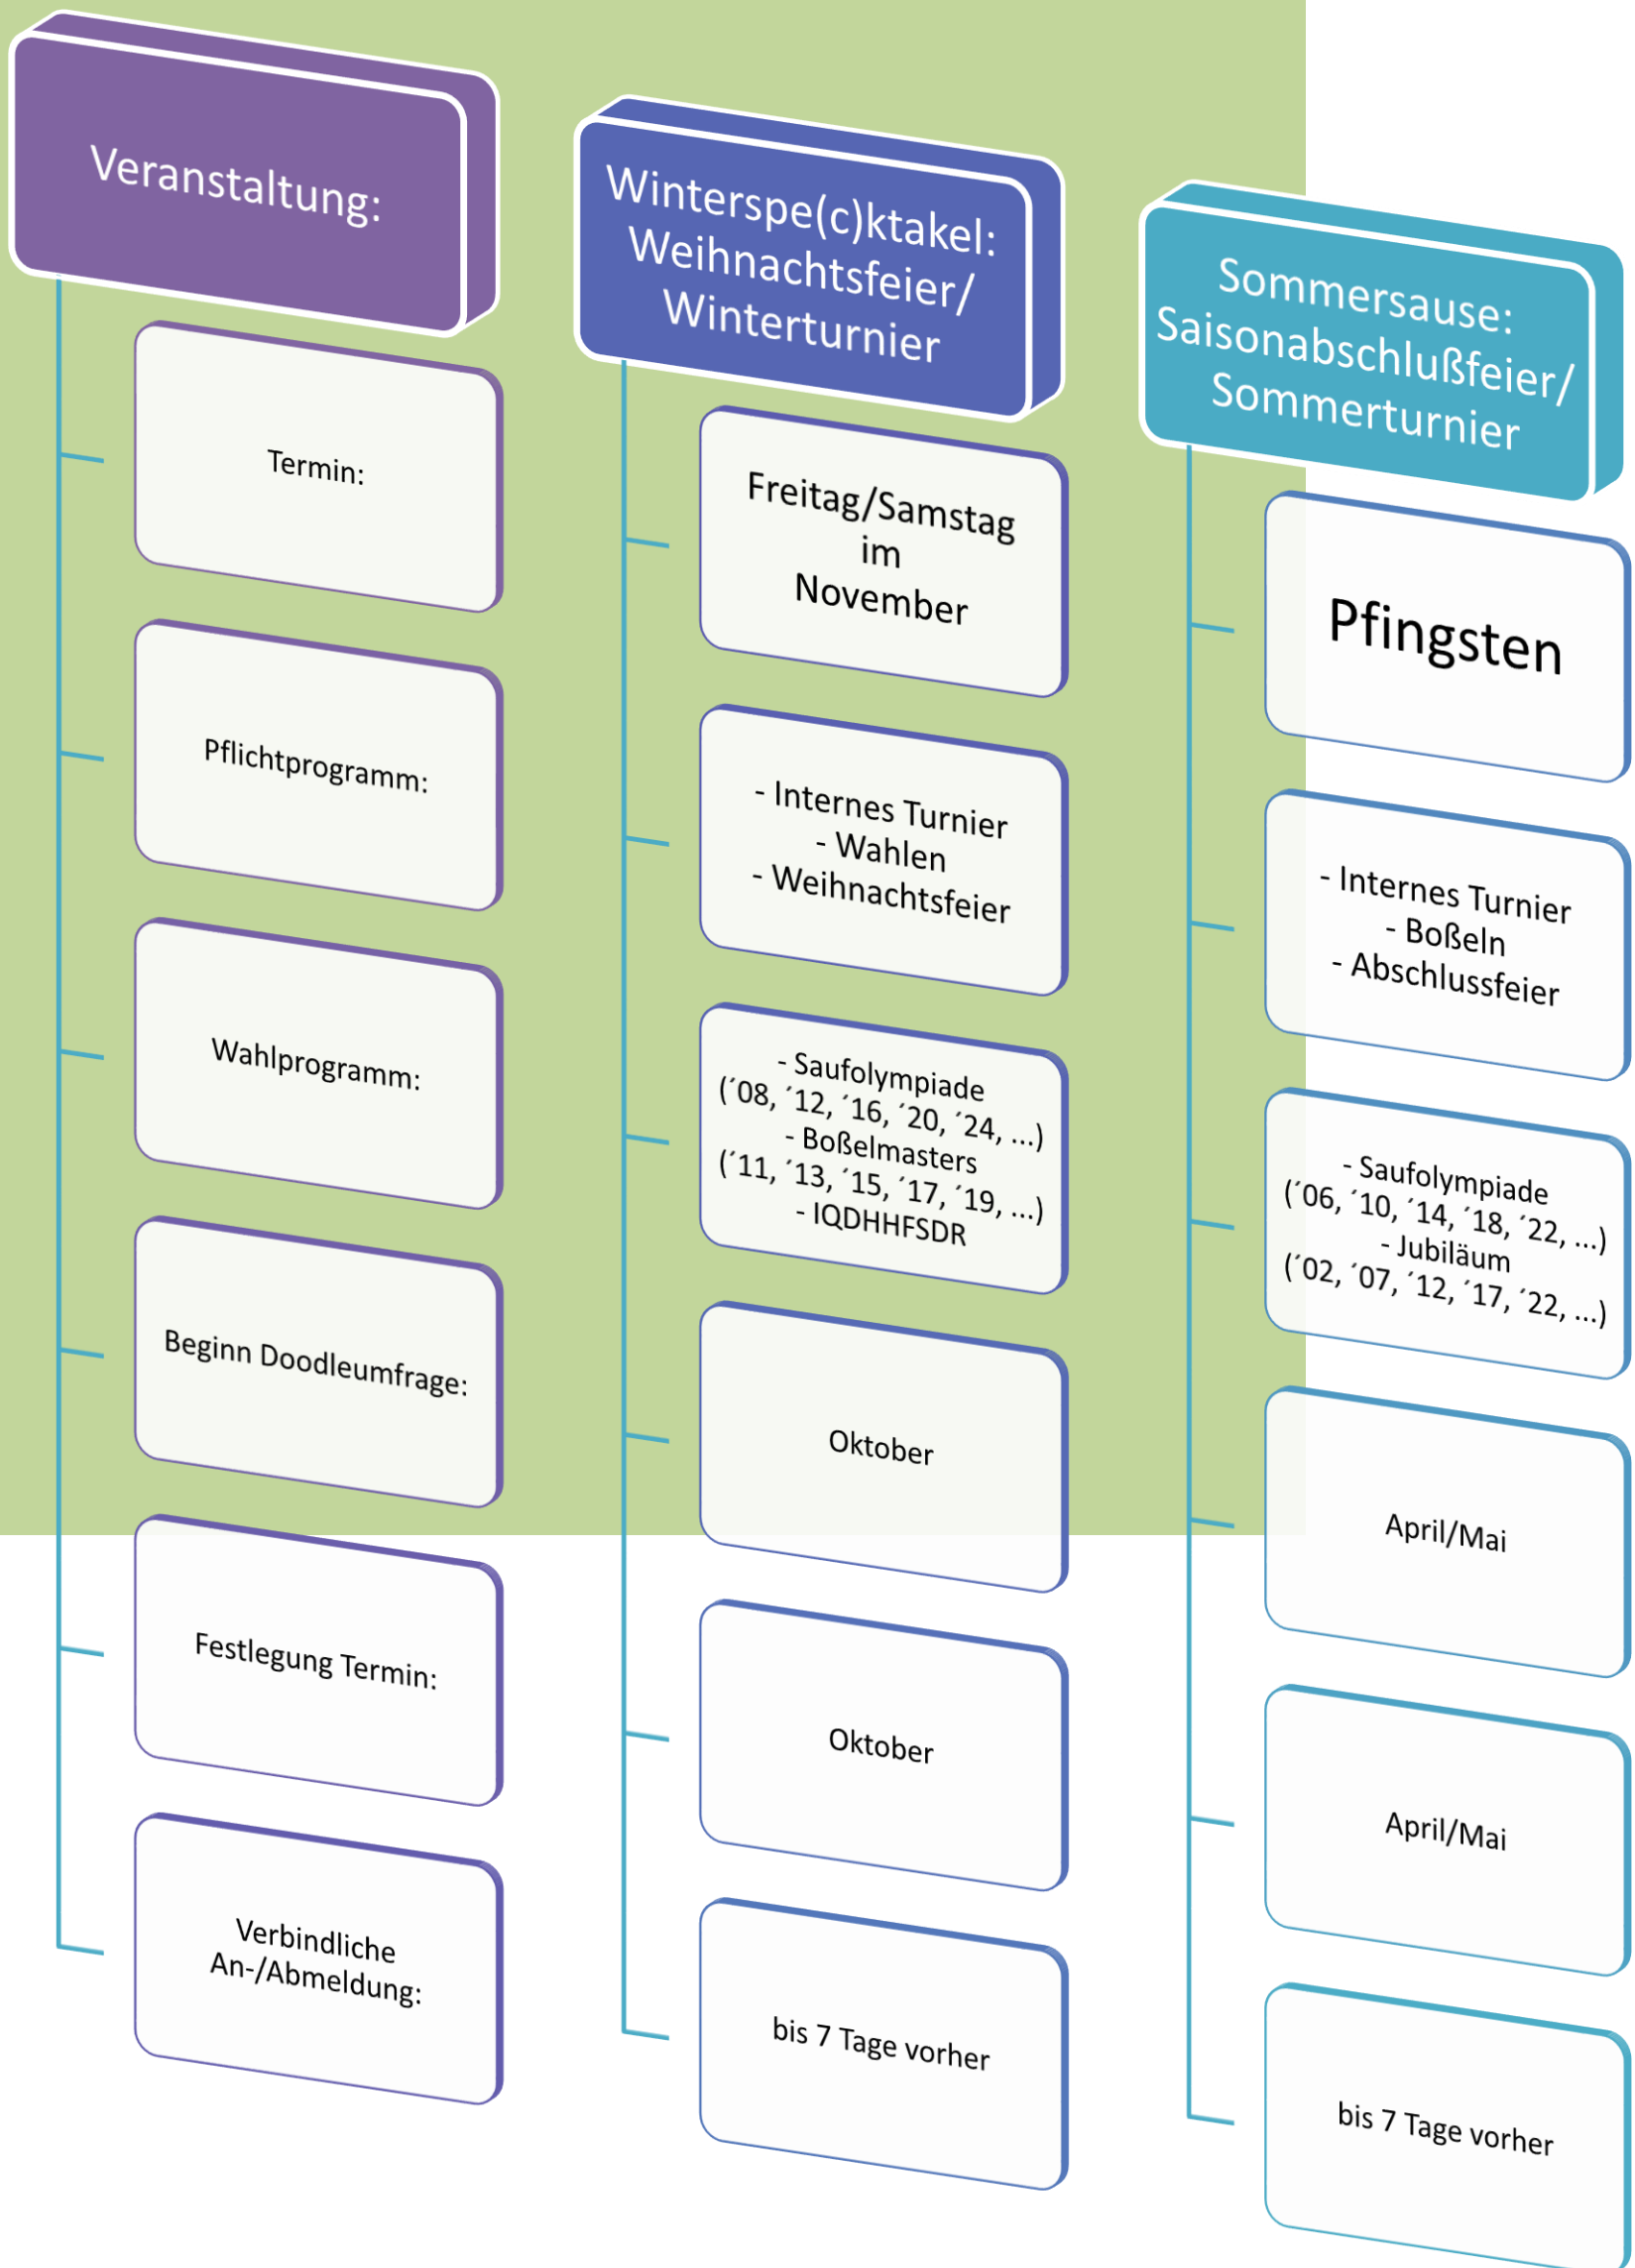 Veranstaltung:
Termin:
Pflichtprogramm:
Wahlprogramm:
Beginn Doodleumfrage:
Festlegung Termin:
Verbindliche
An-/Abmeldung:
Winterspe(c)ktakel:
Weihnachtsfeier/
Winterturnier
Freitag/Samstag
im
November
- Internes Turnier
- Wahlen
- Weihnachtsfeier
- Saufolympiade
(´08, ´12, ´16, ´20, ´24, ...)
- Boßelmasters
(´11, ´13, ´15, ´17, ´19, ...)
- IQDHHFSDR
Oktober
Oktober
bis 7 Tage vorher
Sommersause:
Saisonabschlußfeier/
Sommerturnier
Pfingsten
- Internes Turnier
- Boßeln
- Abschlussfeier
- Saufolympiade
(´06, ´10, ´14, ´18, ´22, ...)
- Jubiläum
(´02, ´07, ´12, ´17, ´22, ...)
April/Mai
April/Mai
bis 7 Tage vorher